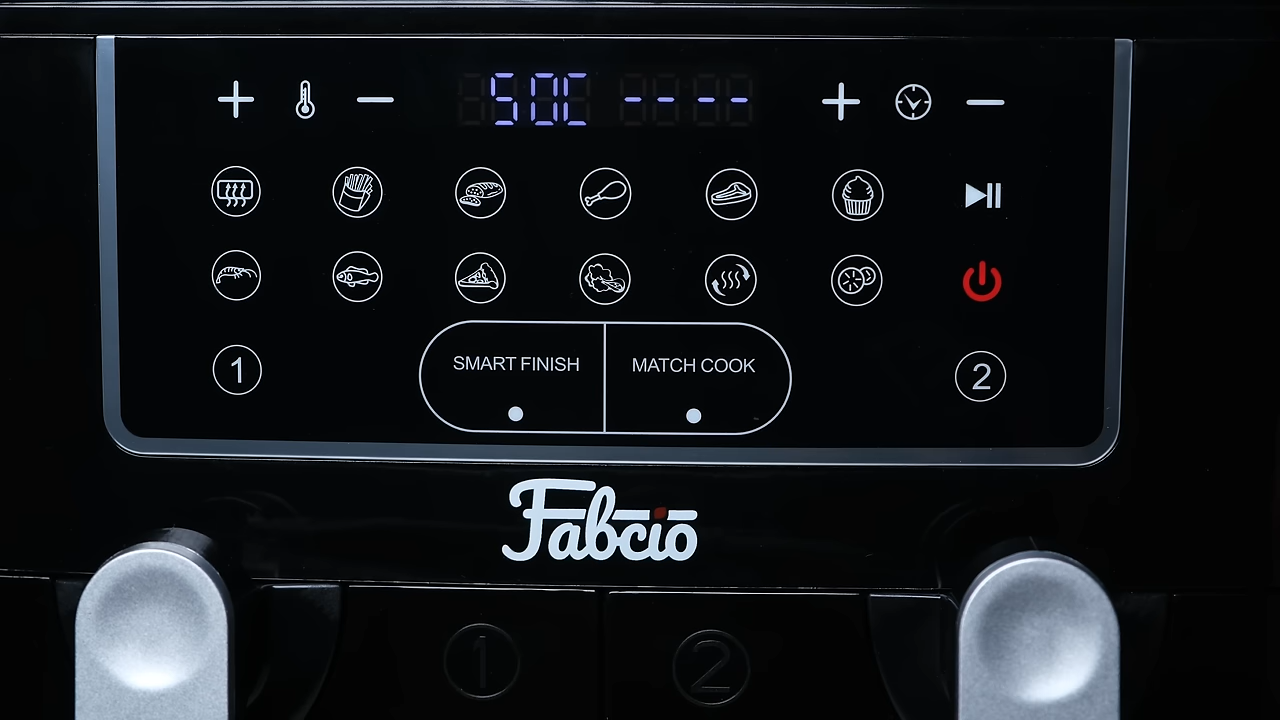 50C ----
1
SMART FINISH
MATCH COOK
2
Fabcio
1
2